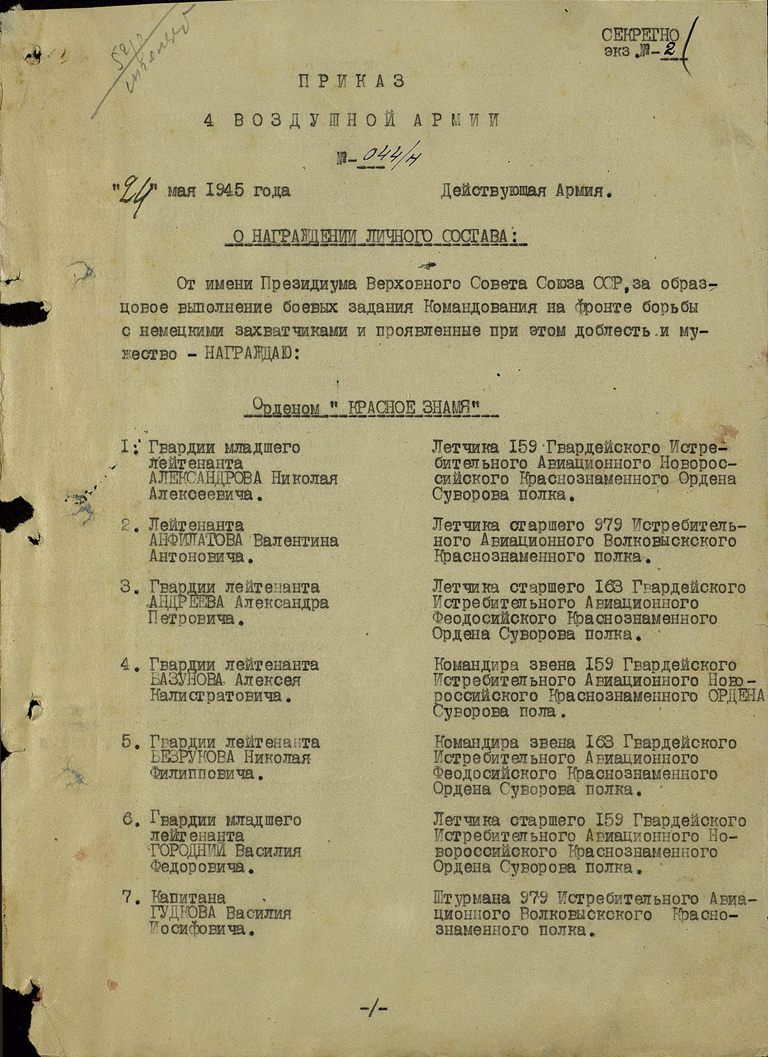 СЕКРЕТНО
экз.№-2
ПРИКАЗ
4 ВОЗДУШНОЙ АРМИИ
№-044/н
"24" мая 1945 года Действующая Армия.
О НАГРАЖДЕНИИ ЛИЧНОГО СОСТАВА:
От имени Президиума Верховного Совета Союза ССР, за образ-
цовое выполнение боевых задания Командования на фронте борьбы
с немецкими захватчиками и проявленные при этом доблесть и му-
жество - НАГРАЖДАЮ:
Орденом " КРАСНОЕ ЗНАМЯ"
1. Гвардии младшего
лейтенанта
АЛЕКСАНДРОВА Николая
Алексеевича.
Летчика 159 Гвардейского Истре-
бительного Авиационного Новорос-
сийского Краснознаменного Ордена
Суворова полка.
2. Лейтенанта
АНФИЛАТОВА Валентина
Антоновича.
Летчика старшего 979 Истребитель-
ного Авиационного Волковыскского
Краснознаменного полка.
3. Гвардии лейтенанта
АНДРЕЕВА Александра
Петровича.
Летчика старшего 163 Гвардейского
Истребительного Авиационного
Феодосийского Краснознаменного
Ордена Суворова полка.
4. Гвардии лейтенанта
БАЗУНОВА Алексея
Калистратовича.
Командира звена 159 Гвардейского
Истребительного Авиационного Ново-
российского Краснознаменного ОРДЕНА
Суворова пола.
5. Гвардии лейтенанта
БЕЗРУКОВА Николая
Филипповича.
Командира звена 163 Гвардейского
Истребительного Авиационного
Феодосийского Краснознаменного
Ордена Суворова полка.
6. Гвардии младшего
лейтенанта
ГОРОДНИЙ Василия
Федоровича.
Летчика старшего 159 Гвардейского
Истребительного Авиационного Но-
вороссийского Краснознаменного
Ордена Суворова полка.
7. Капитана
ГУДКОВА Василия
Иосифовича.
Штурмана 979 Истребительного Авиа-
ционного Волковыскского Красно-
знаменного полка.
-1-